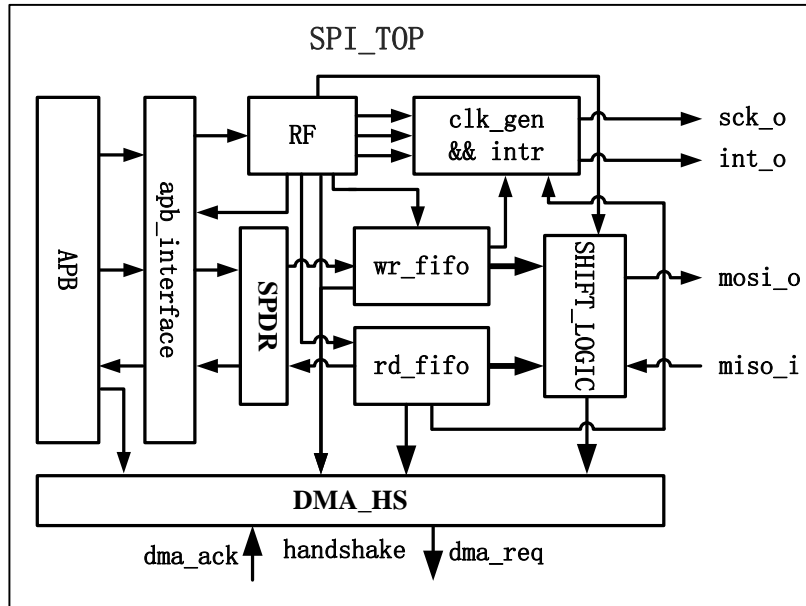 SPI_TOP
RF
clk_gen
&& intr
sck_o
int_o
APB
apb_interface
SPDR
wr_fifo
SHIFT_LOGIC
mosi_o
rd_fifo
miso_i
DMA_HS
dma_ack
handshake
dma_req